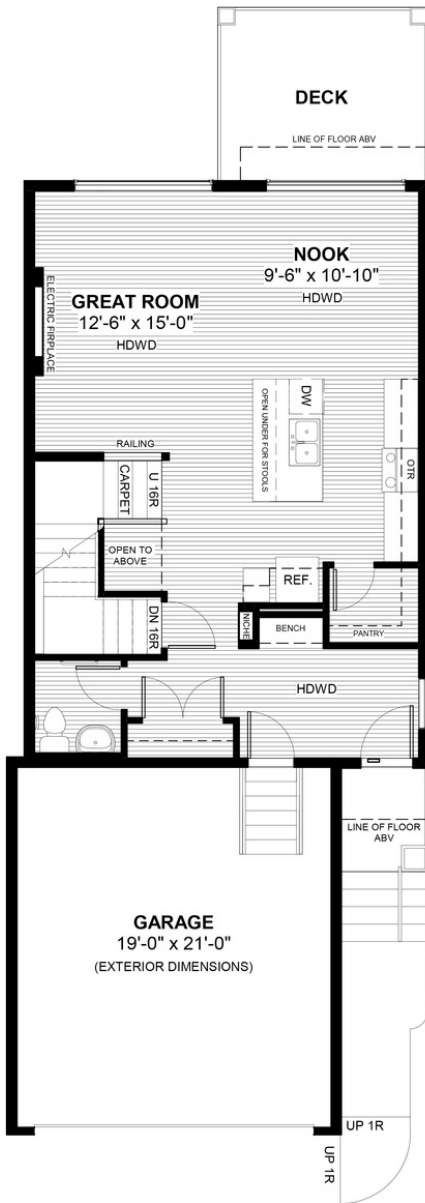 DECK
LINE OF FLOOR ABV
NOOK
9'-6" x 10'-10"
HDWD
GREAT ROOM
12'-6" x 15'-0"
HDWD
ELECTRIC FIREPLACE
DW
OPEN UNDER FOR STOOLS
OTR
RAILING
CARPET
U 16R
OPEN TO
ABOVE
REF.
DN 16R
NICHE
BENCH
PANTRY
HDWD
LINE OF FLOOR
ABV
GARAGE
19'-0" x 21'-0"
(EXTERIOR DIMENSIONS)
UP 1R
UP 1R